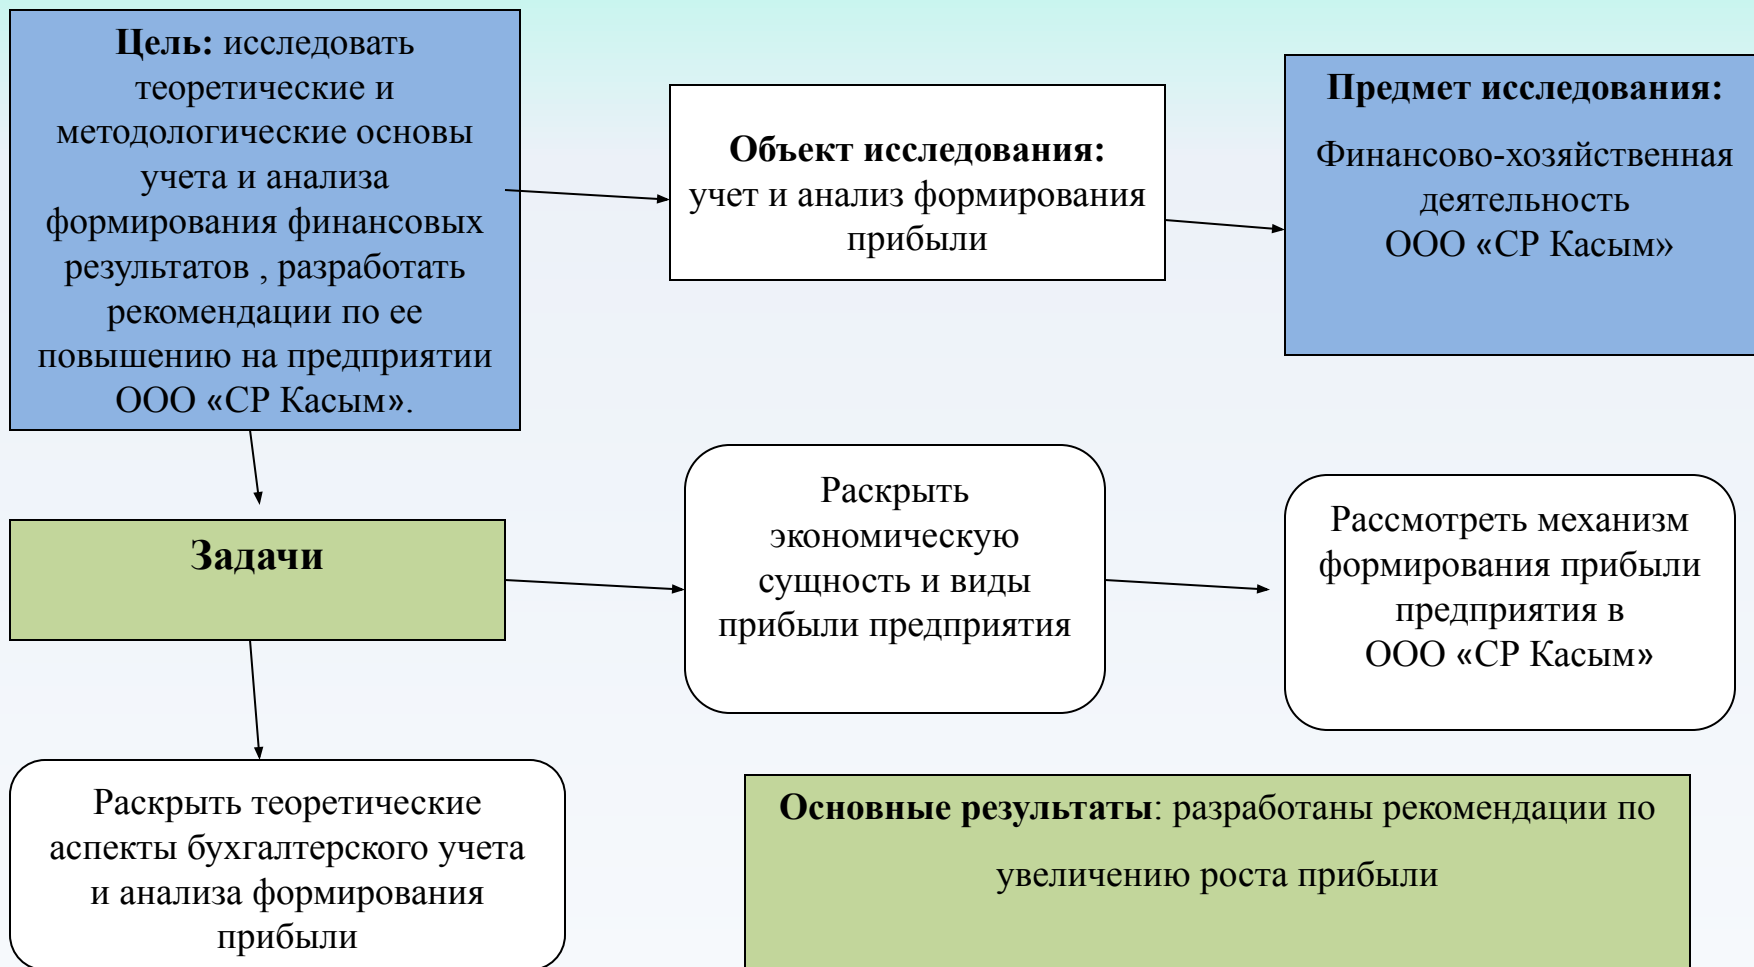 Цель: исследовать
теоретические и
методологические основы
учета и анализа
формирования финансовых
результатов , разработать
рекомендации по ее
повышению на предприятии
ООО «СР Касым».
Объект исследования:
учет и анализ формирования
прибыли
Предмет исследования:
Финансово-хозяйственная
деятельность
ООО «СР Касым»
Задачи
Раскрыть
экономическую
сущность и виды
прибыли предприятия
Рассмотреть механизм
формирования прибыли
предприятия в
ООО «СР Касым»
Раскрыть теоретические
аспекты бухгалтерского учета
и анализа формирования
прибыли
Основные результаты: разработаны рекомендации по
увеличению роста прибыли